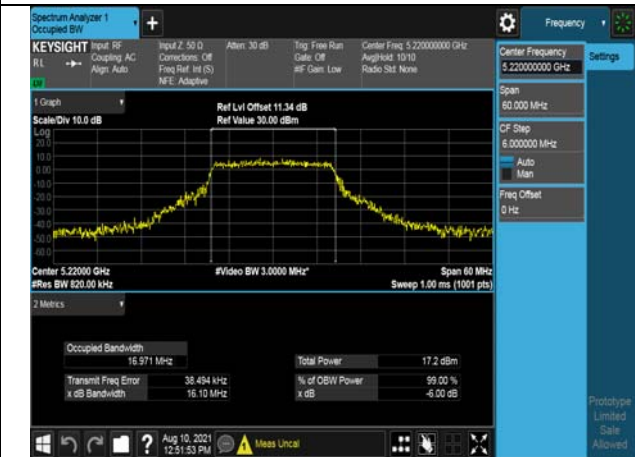 Spectrum Analyzer 1
Occupied BW
+
Frequency
KEYSIGHT
Input: RF
Coupling: AC
Align: Auto
Input Z: 50 Ω
Corrections: Off
Freq Ref: Int (S)
NFE: Adaptive
Atten: 30 dB
Trig: Free Run
Gate: Off
#IF Gain: Low
Center Freq: 5.220000000 GHz
Avg|Hold: 10/10
Radio Std: None
RL
Center Frequency
5.220000000 GHz
Settings
Span
60.000 MHz
CF Step
6.000000 MHz
Auto
Man
Freq Offset
0 Hz
1 Graph
Scale/Div 10.0 dB
Ref Lvl Offset 11.34 dB
Ref Value 30.00 dBm
Log
20.0
10.0
0.00
-10.0
-20.0
-30.0
-40.0
-50.0
-60.0
Center 5.22000 GHz
#Video BW 3.0000 MHz*
Span 60 MHz
#Res BW 820.00 kHz
Sweep 1.00 ms (1001 pts)
2 Metrics
Occupied Bandwidth
16.971 MHz
Total Power 17.2 dBm
Transmit Freq Error 38.494 kHz
% of OBW Power 99.00 %
x dB Bandwidth 16.10 MHz
x dB -6.00 dB
Aug 10, 2021
12:51:53 PM
Meas Uncal
Prototype
Limited
Sale
Allowed